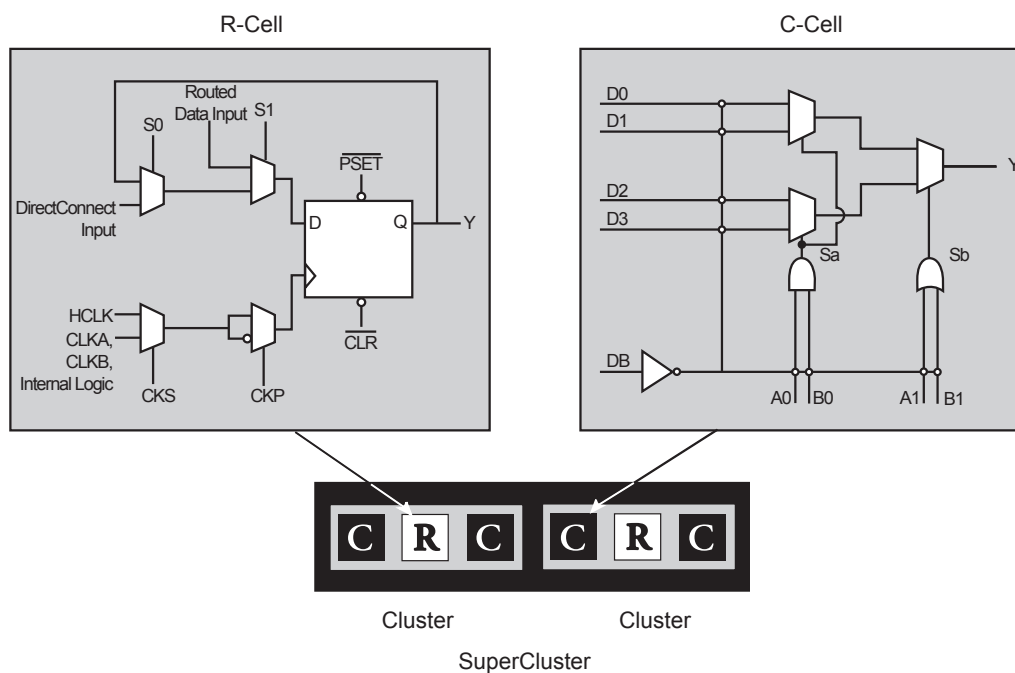 R-Cell
C-Cell
Routed
Data Input
S1
S0
PSET
DirectConnect
Input
D
Q
Y
HCLK
CLKA,
CLKB,
Internal Logic
CLR
CKS
CKP
D0
D1
D2
D3
Sa
Sb
Y
DB
A0
B0
A1
B1
C
R
C
C
R
C
Cluster
Cluster
SuperCluster